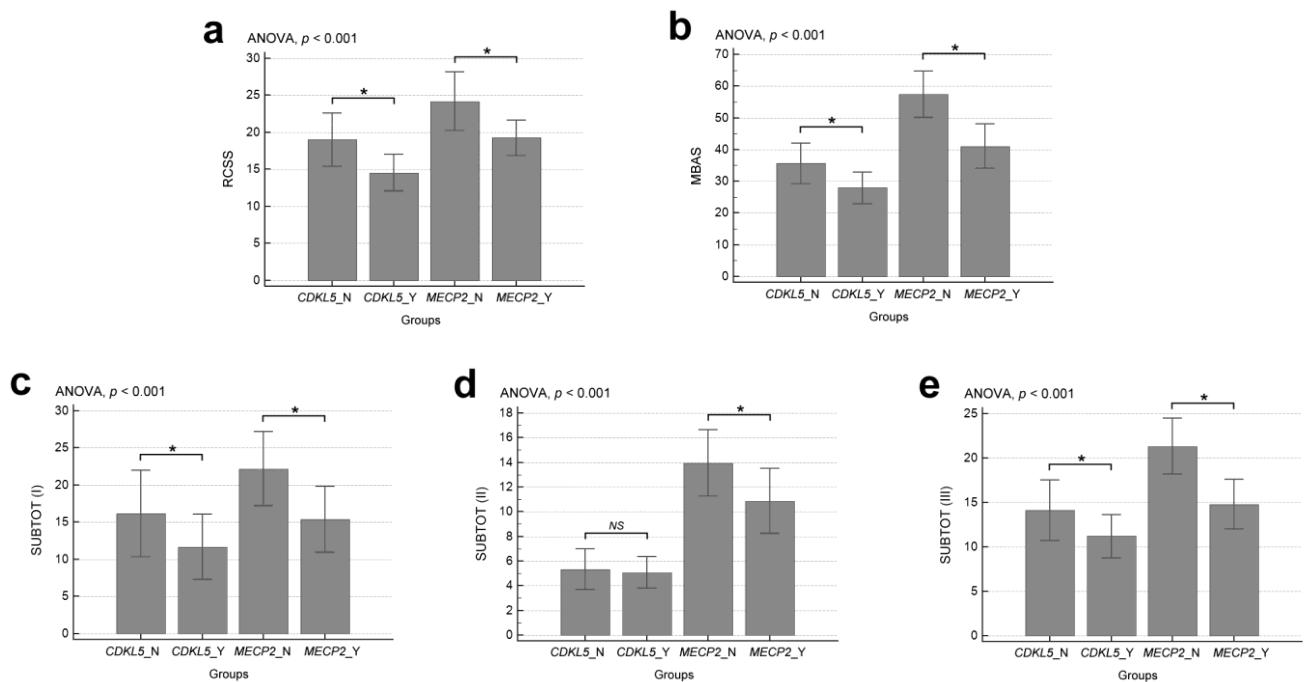 a
ANOVA, p < 0.001
30
25
20
15
10
5
0
RCSS
*
*
CDKL5_N CDKL5_Y MECP2_N MECP2_Y
Groups
b
ANOVA, p < 0.001
70
60
50
40
30
20
10
0
MBAS
*
*
CDKL5_N CDKL5_Y MECP2_N MECP2_Y
Groups
c
ANOVA, p < 0.001
30
25
20
15
10
5
0
SUBTOT (I)
*
*
CDKL5_N CDKL5_Y MECP2_N MECP2_Y
Groups
d
ANOVA, p < 0.001
18
16
14
12
10
8
6
4
2
0
SUBTOT (II)
NS
*
CDKL5_N CDKL5_Y MECP2_N MECP2_Y
Groups
e
ANOVA, p < 0.001
25
20
15
10
5
0
SUBTOT (III)
*
*
CDKL5_N CDKL5_Y MECP2_N MECP2_Y
Groups